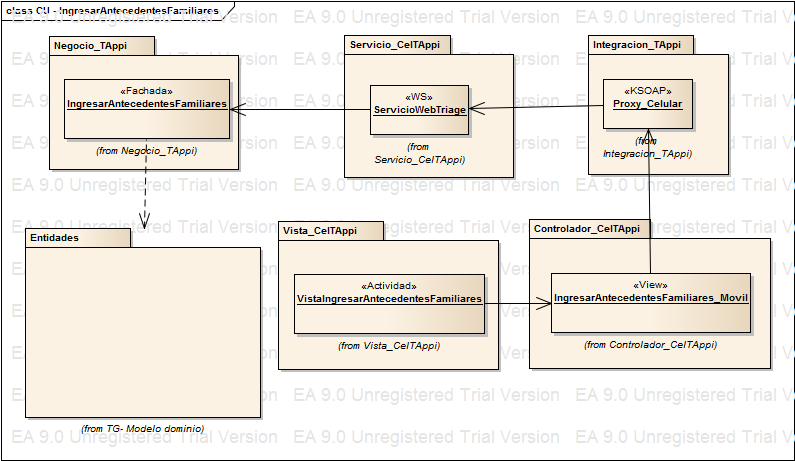 class CU - IngresarAntecedentesFamiliares
EA 9.0 Unregistered Trial Version
Negocio_TAppi
«Fachada»
IngresarAntecedentesFamiliares
(from Negocio_TAppi)
Servicio_CelTAppi
«WS»
ServicioWebTriage
(from
Servicio_CelTAppi)
Integracion_TAppi
«KSOAP»
Proxy_Celular
(from
Integracion_TAppi)
Entidades
(from TG- Modelo dominio)
Vista_CelTAppi
«Actividad»
VistaIngresarAntecedentesFamiliares
(from Vista_CelTAppi)
Controlador_CelTAppi
«View»
IngresarAntecedentesFamiliares_Movil
(from Controlador_CelTAppi)